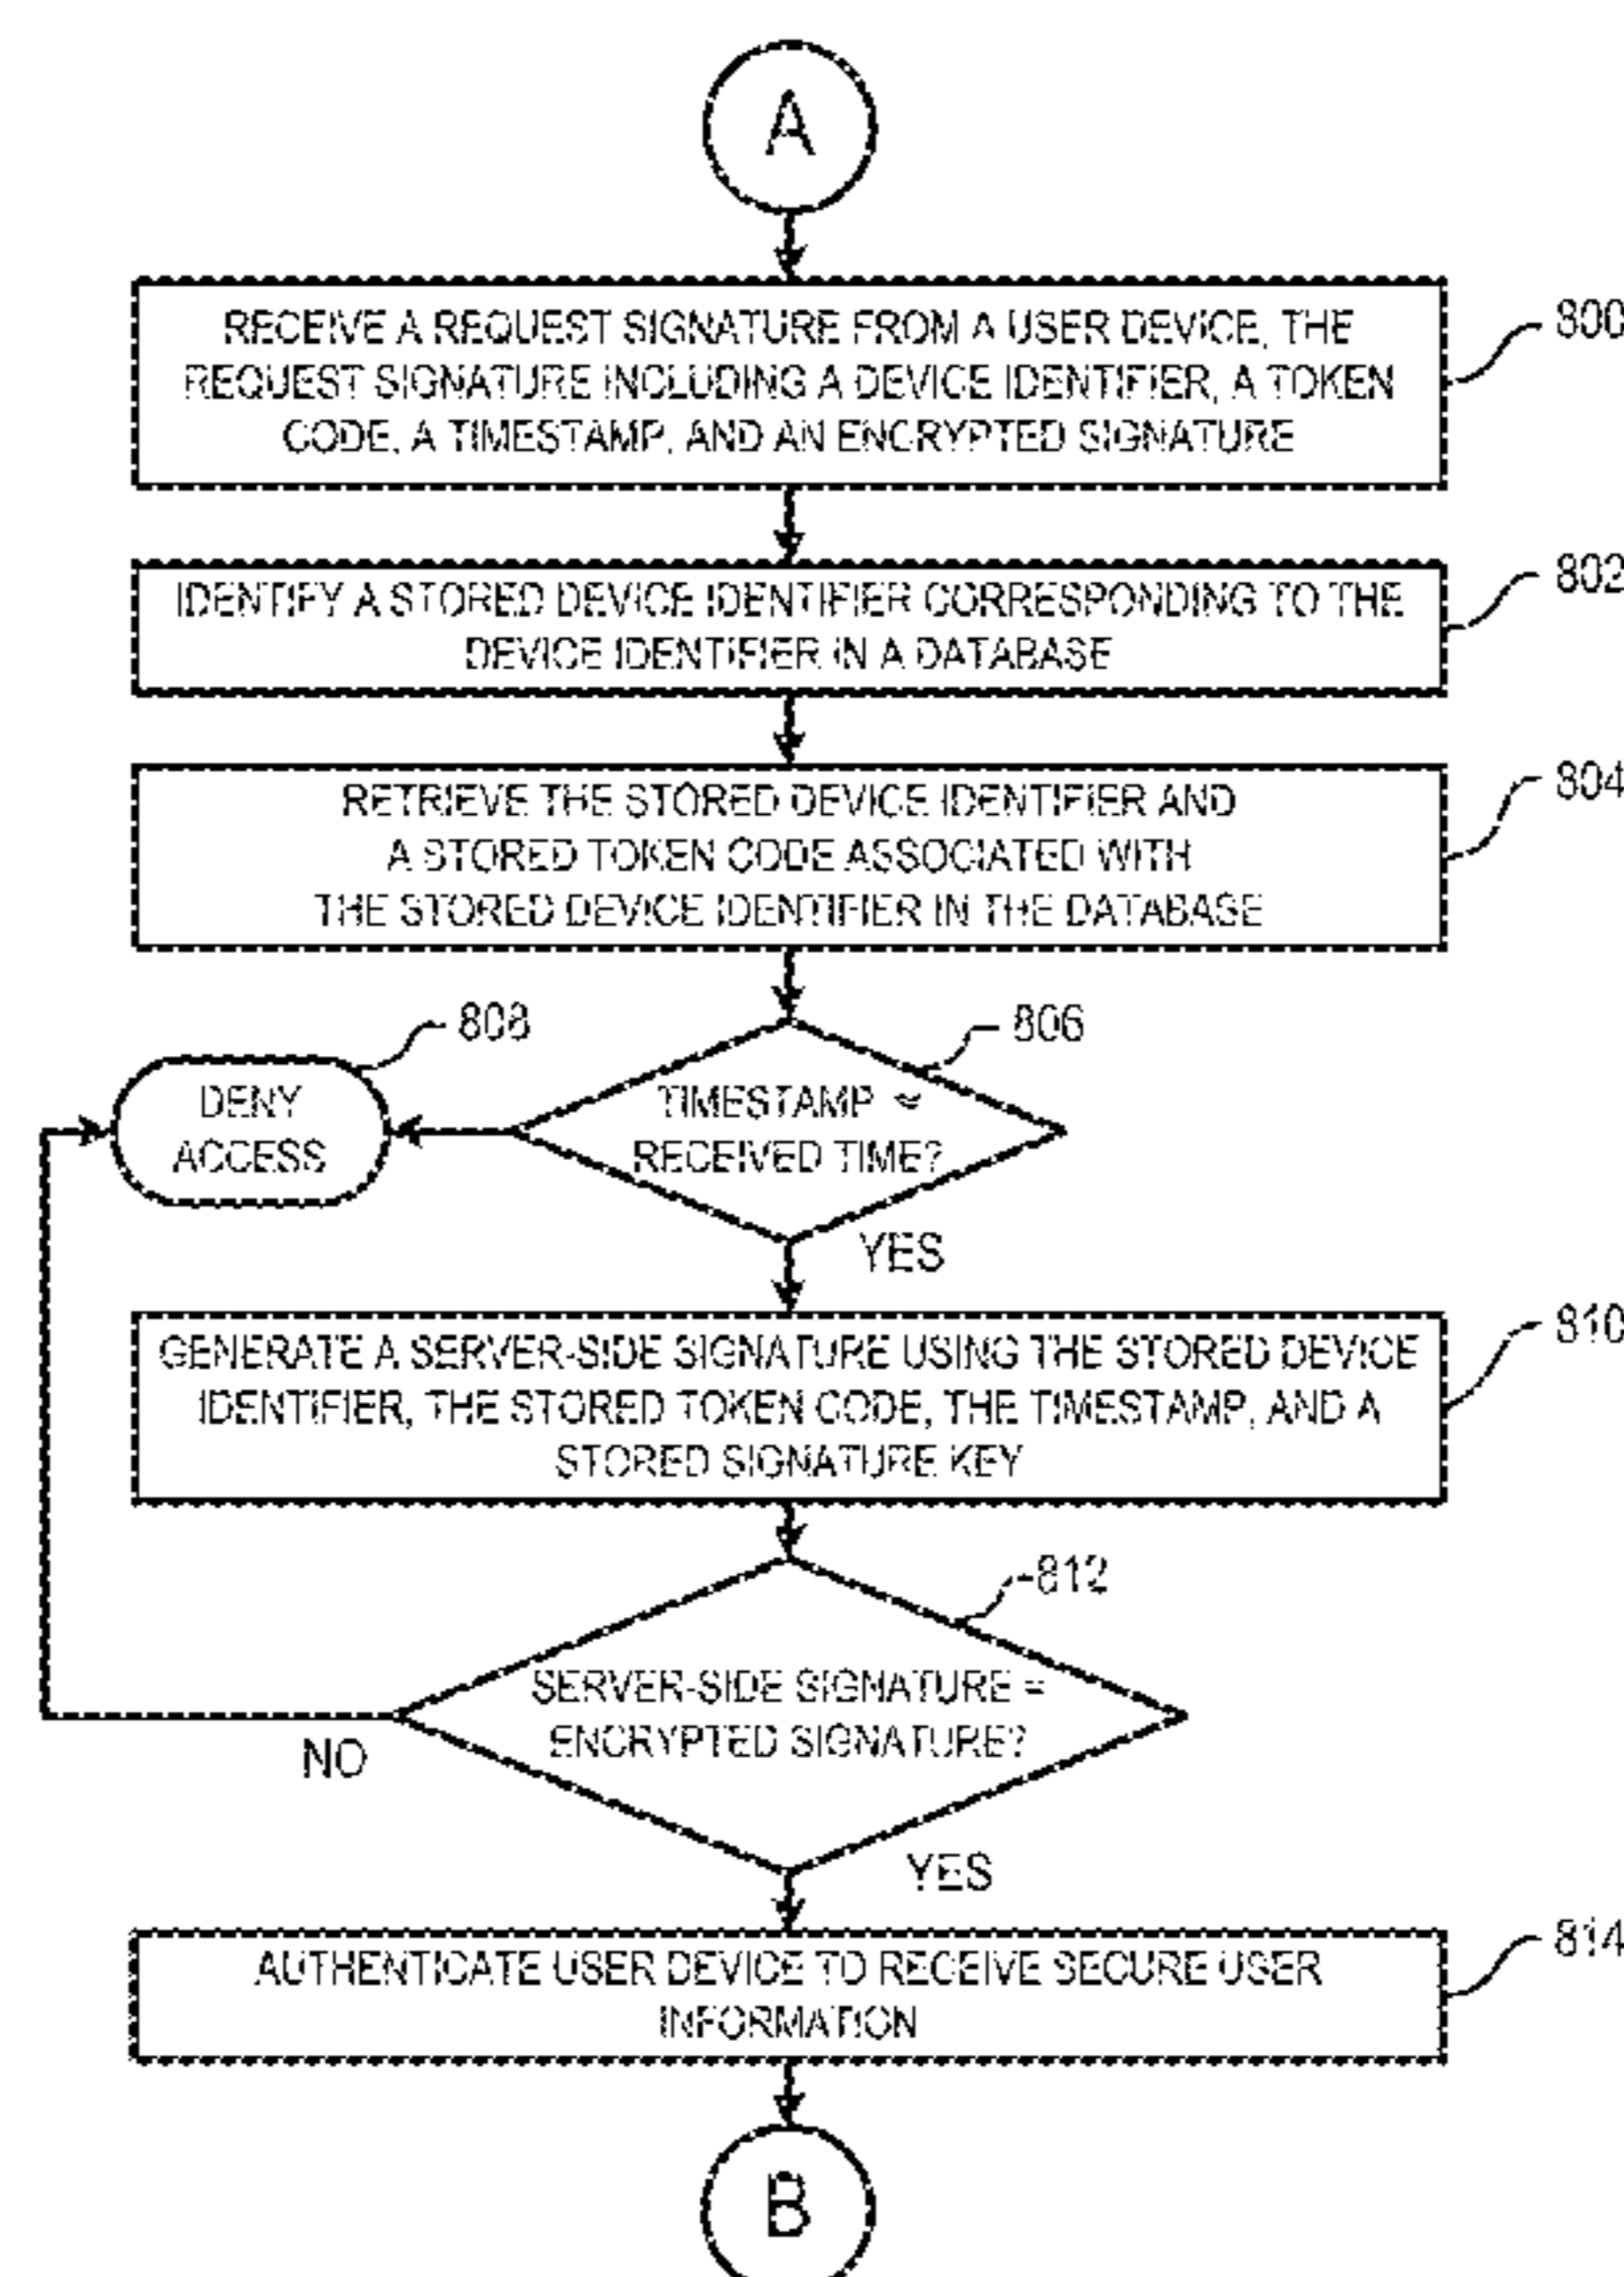 A
RECEIVE A REQUEST SIGNATURE FROM A USER DEVICE, THE
REQUEST SIGNATURE INCLUDING A DEVICE IDENTIFIER, A TOKEN
CODE, A TIMESTAMP, AND AN ENCRYPTED SIGNATURE
800
IDENTIFY A STORED DEVICE IDENTIFIER CORRESPONDING TO THE
DEVICE IDENTIFIER IN A DATABASE
802
RETRIEVE THE STORED DEVICE IDENTIFIER AND
A STORED TOKEN CODE ASSOCIATED WITH
THE STORED DEVICE IDENTIFIER IN THE DATABASE
804
808
DENY
ACCESS
806
TIMESTAMP ≈
RECEIVED TIME?
YES
GENERATE A SERVER-SIDE SIGNATURE USING THE STORED DEVICE
IDENTIFIER, THE STORED TOKEN CODE, THE TIMESTAMP, AND A
STORED SIGNATURE KEY
810
812
SERVER-SIDE SIGNATURE =
ENCRYPTED SIGNATURE?
NO
YES
AUTHENTICATE USER DEVICE TO RECEIVE SECURE USER
INFORMATION
814
B